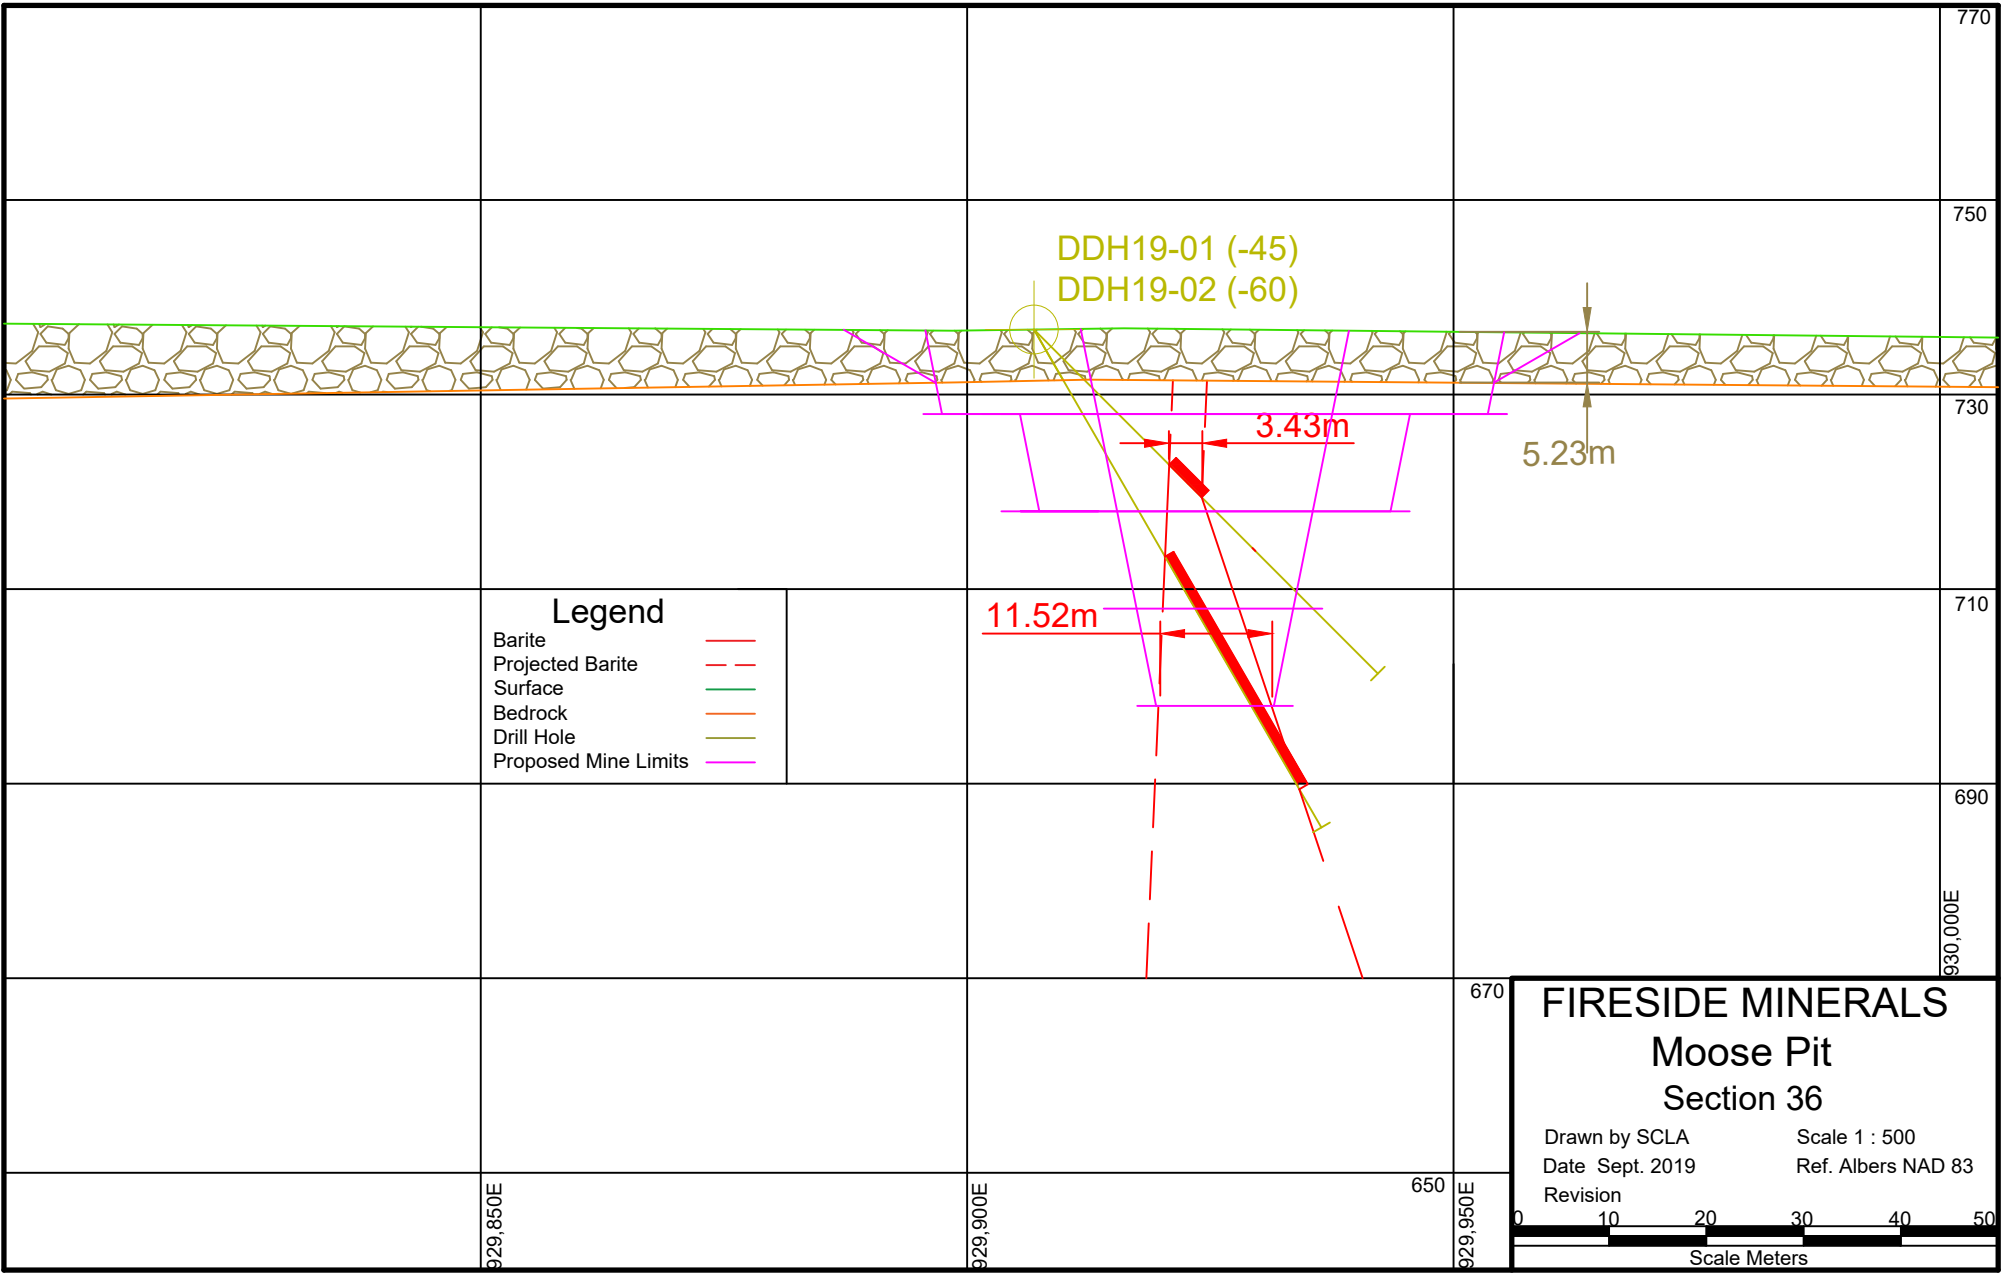 770
750
DDH19-01 (-45)
DDH19-02 (-60)
730
3.43m
5.23m
710
11.52m
Legend
Barite
Projected Barite
Surface
Bedrock
Drill Hole
Proposed Mine Limits
690
930,000E
670
650
929,850E
929,900E
929,950E
FIRESIDE MINERALS
Moose Pit
Section 36
Drawn by SCLA Scale 1 : 500
Date Sept. 2019 Ref. Albers NAD 83
Revision
0 10 20 30 40 50
Scale Meters